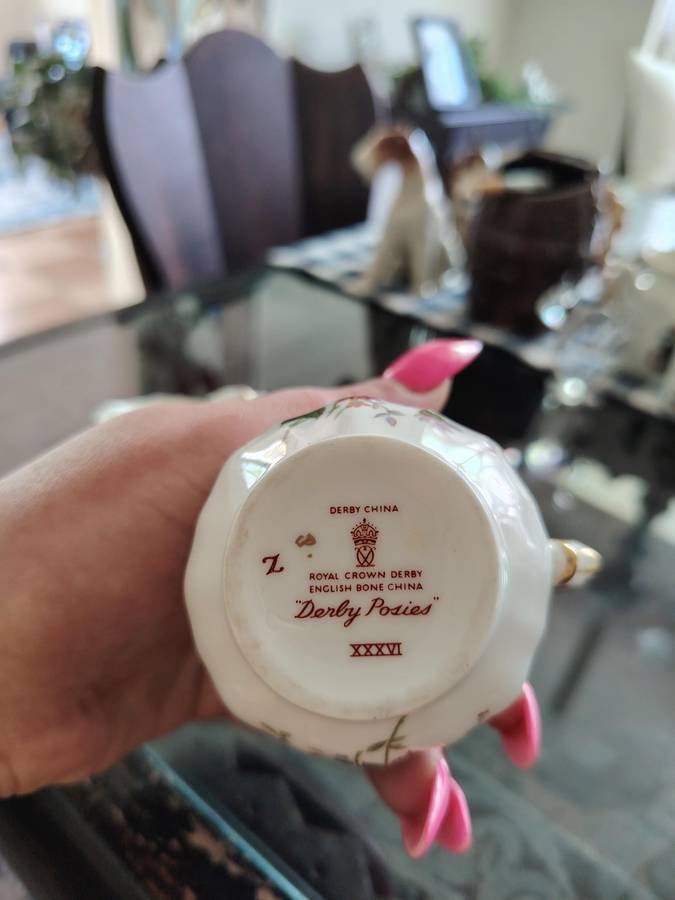 DERBY CHINA
Z
ROYAL CROWN DERBY
ENGLISH BONE CHINA
"Derby Posies"
XXXVI